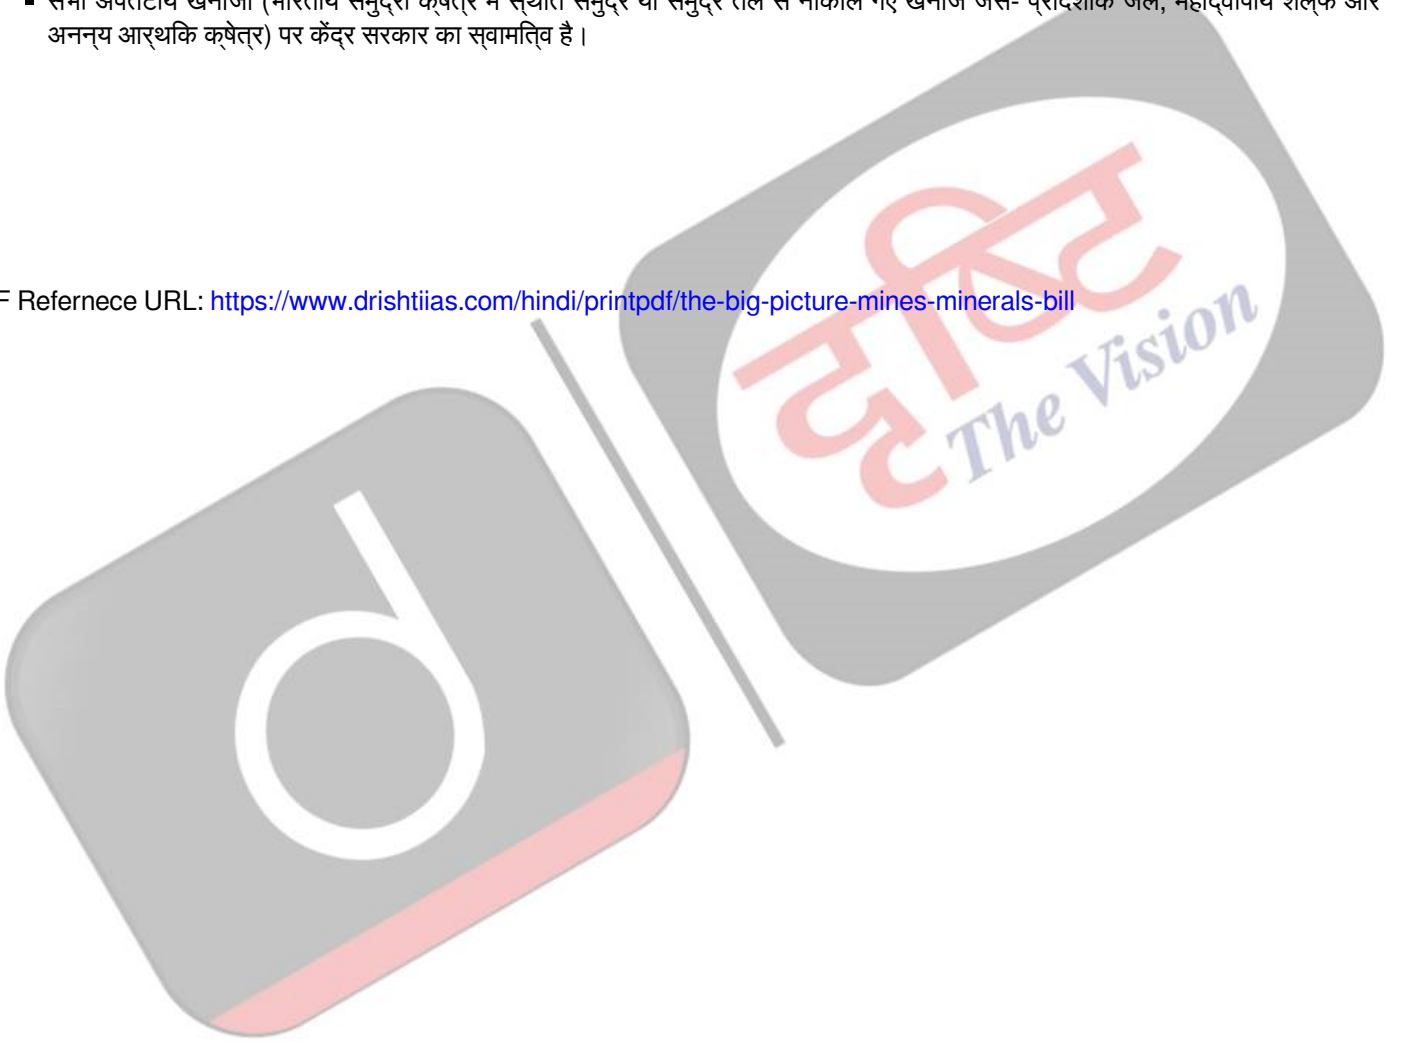 ▪ सभी अपतटीय खनिजों (भारतीय समुद्री क्षेत्र में स्थित समुद्र या समुद्र तल से निकाले गए खनिज जैसे- प्रादेशिक जल, महाद्वीपीय शेल्फ और
अनन्य आर्थिक क्षेत्र) पर केंद्र सरकार का स्वामित्व है।
F Refernece URL: https://www.drishtiias.com/hindi/printpdf/the-big-picture-mines-minerals-bill
दृष्टि
The Vision
d